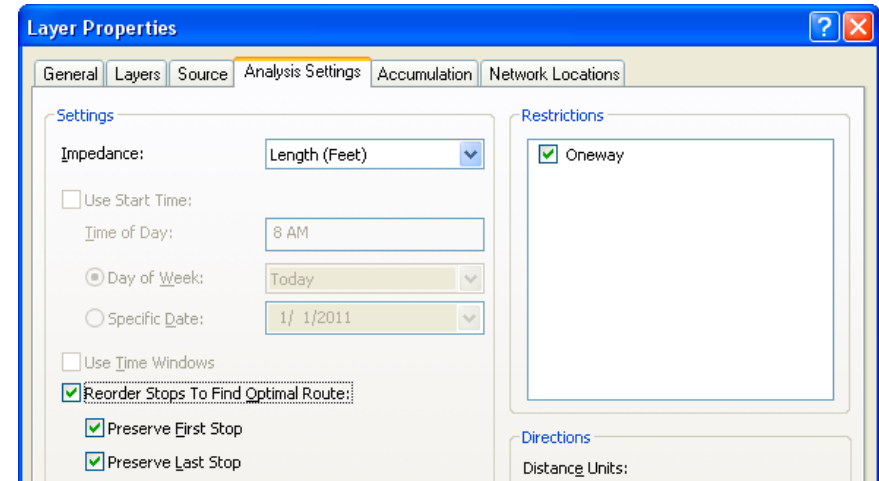 Layer Properties
General Layers Source Analysis Settings Accumulation Network Locations
Settings
Impedance: Length (Feet)
Use Start Time:
Time of Day: 8 AM
Day of Week: Today
Specific Date: 1/ 1/2011
Use Time Windows
Reorder Stops To Find Optimal Route:
Preserve First Stop
Preserve Last Stop
Restrictions
Oneway
Directions
Distance Units: